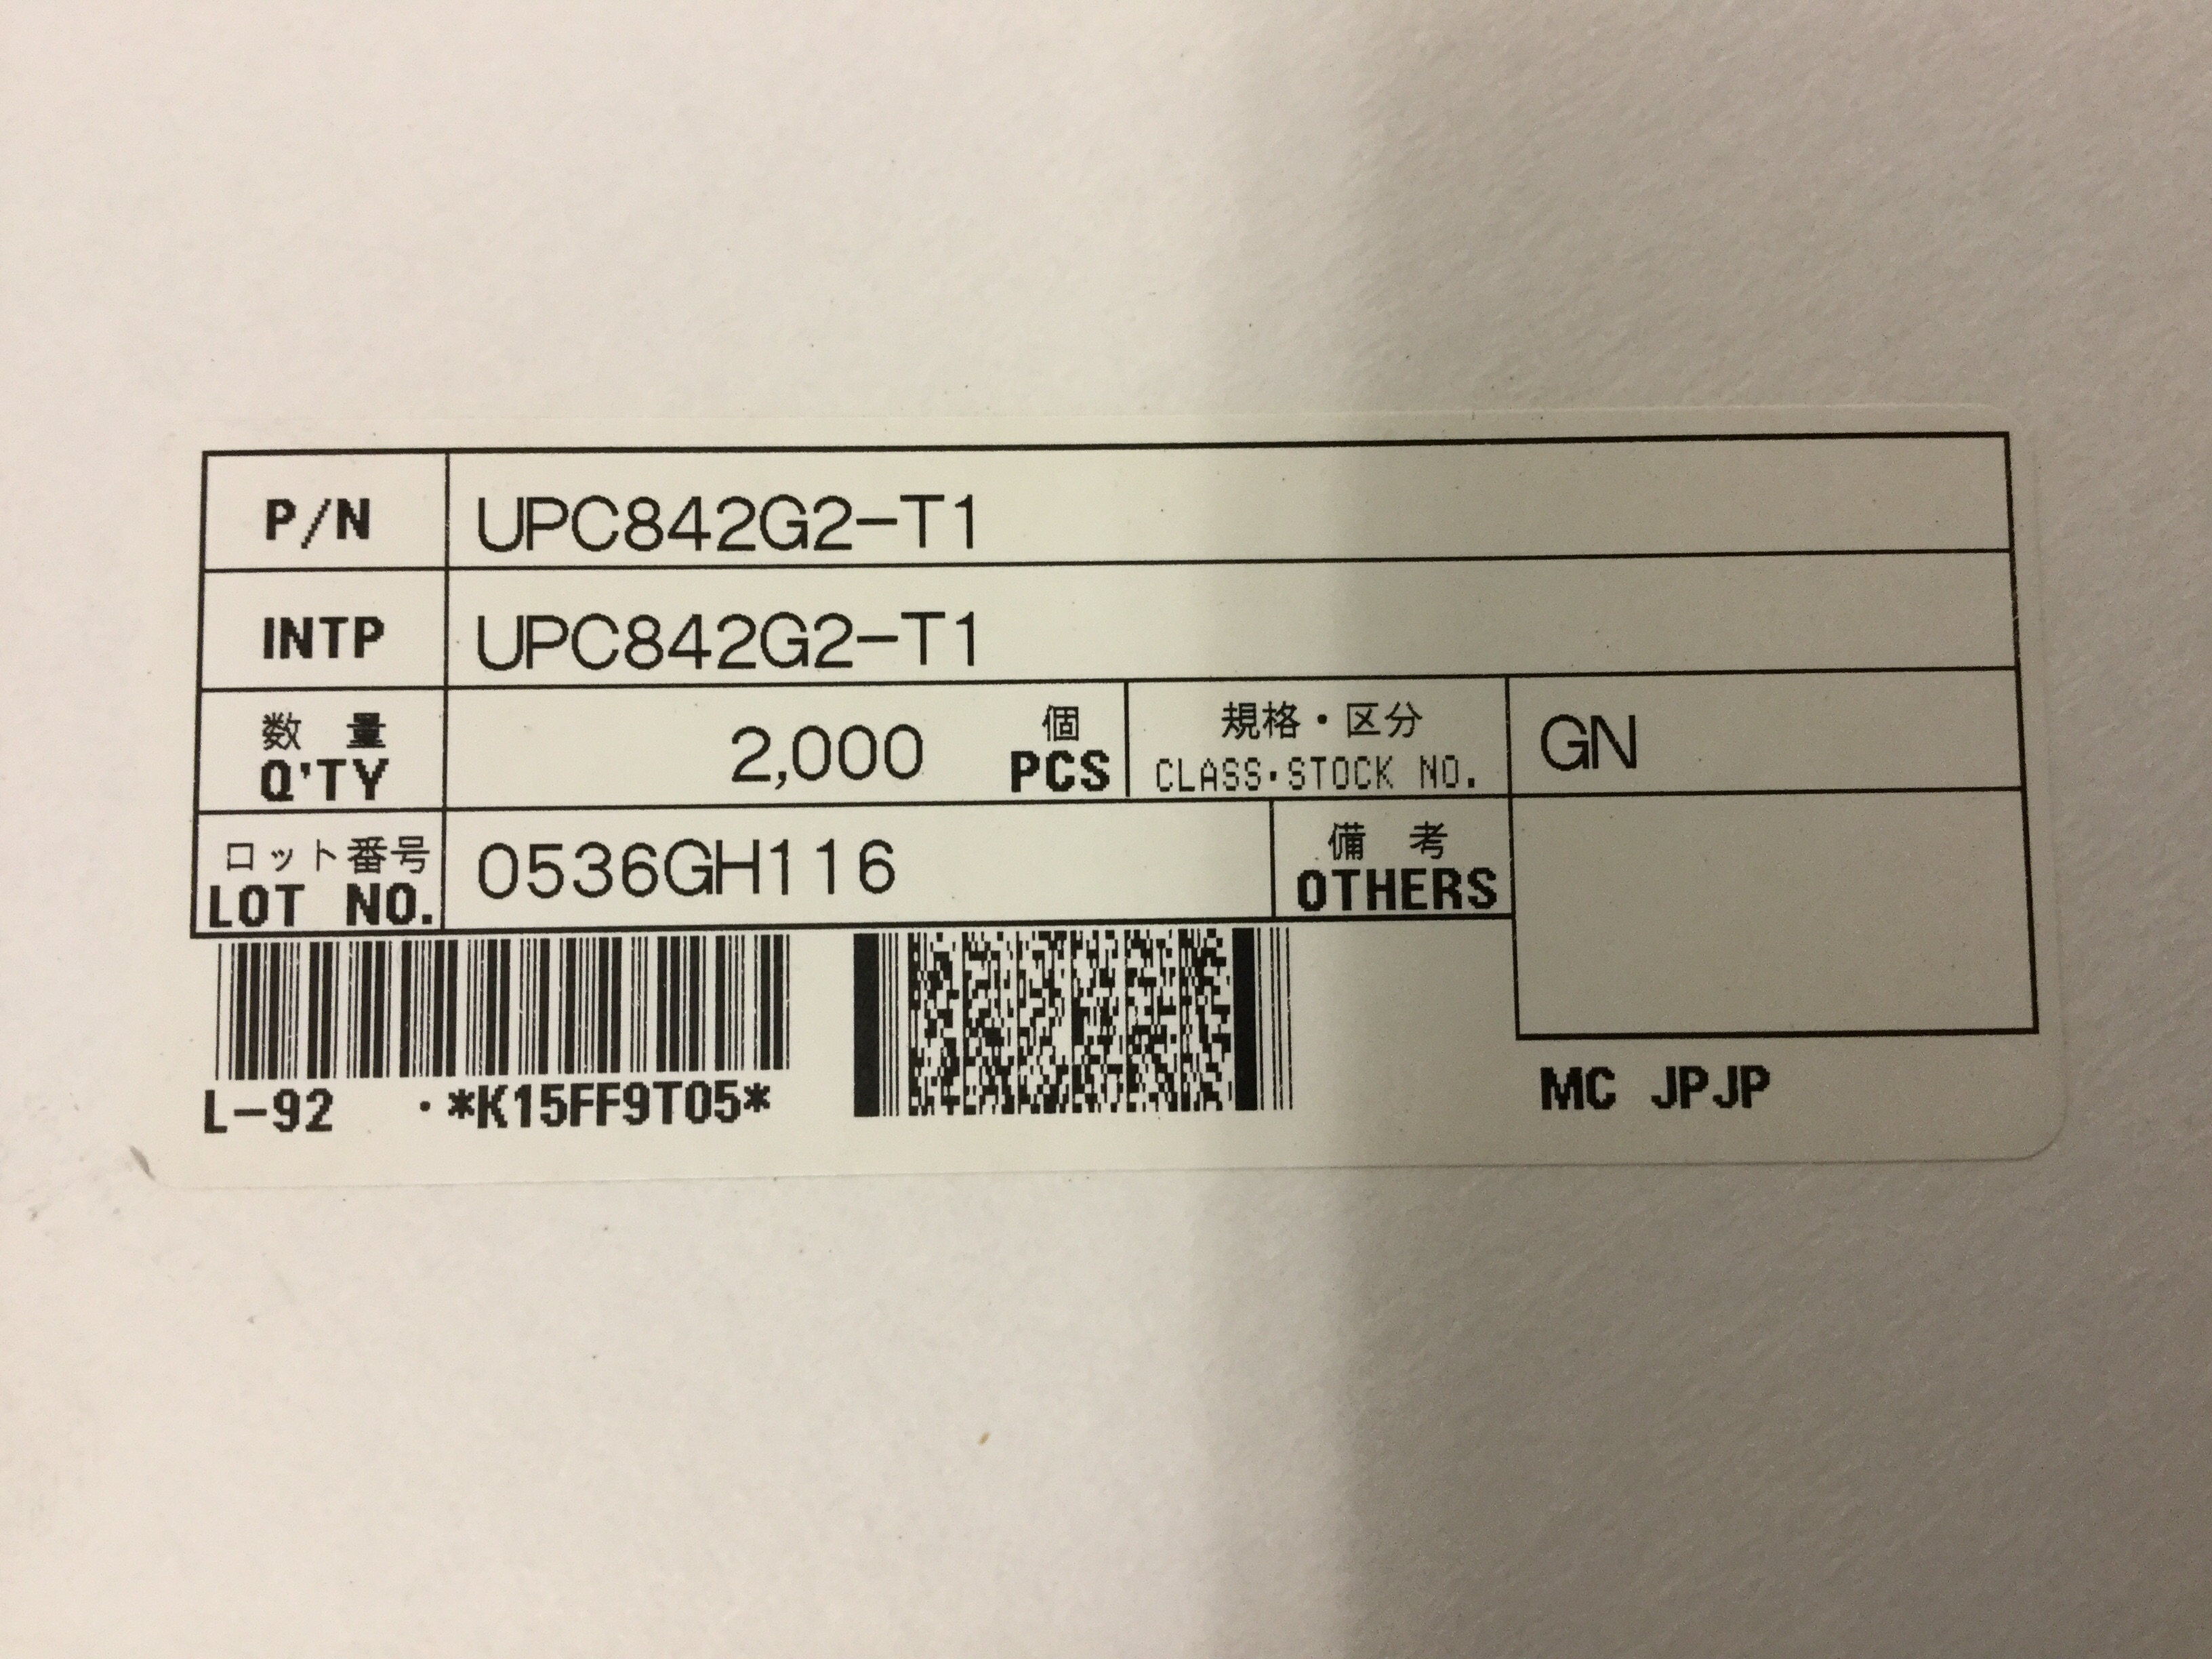 P/N UPC842G2-T1
INTP UPC842G2-T1
数 量 2,000 個 規格・区分 GN
Q'TY PCS CLASS・STOCK NO.
ロット番号 0536GH116 備 考
LOT NO. OTHERS
L-92 ・*K15FF9T05* MC JPJP